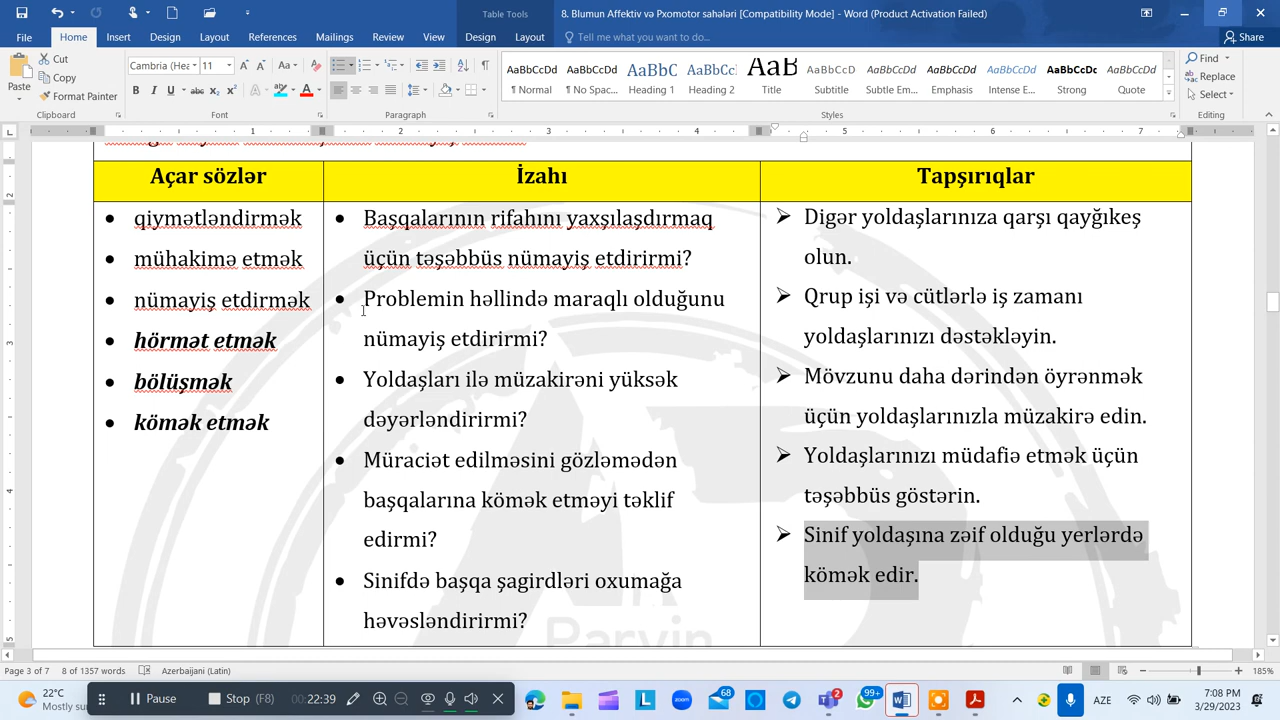 Table Tools
8. Blumun Affektiv və Pxomotor sahələri [Compatibility Mode] - Word (Product Activation Failed)
File Home Insert Design Layout References Mailings Review View Design Layout Tell me what you want to do... Share
Paste
Cut
Copy
Format Painter
Clipboard
Cambria (Hea 11
Font
Paragraph
AaBbCcDd AaBbCcDd AaBbC AaBbCc AaB AaBbCcD AaBbCcDd AaBbCcDd AaBbCcDd AaBbCcDc AaBbCcDd
¶ Normal ¶ No Spac... Heading 1 Heading 2 Title Subtitle Subtle Em... Emphasis Intense E... Strong Quote
Styles
Find
Replace
Select
Editing
Açar sözlər
İzahı
Tapşırıqlar
• qiymətləndirmək
• mühakimə etmək
• nümayiş etdirmək
• hörmət etmək
• bölüşmək
• kömək etmək
• Başqalarının rifahını yaxşılaşdırmaq
üçün təşəbbüs nümayiş etdirirmi?
• Problemin həllində maraqlı olduğunu
nümayiş etdirirmi?
• Yoldaşları ilə müzakirəni yüksək
dəyərləndirirmi?
• Müraciət edilməsini gözləmədən
başqalarına kömək etməyi təklif
edirmi?
• Sinifdə başqa şagirdləri oxumağa
həvəsləndirirmi?
➢ Digər yoldaşlarınıza qarşı qayğıkeş
olun.
➢ Qrup işi və cütlərlə iş zamanı
yoldaşlarınızı dəstəkləyin.
➢ Mövzunu daha dərindən öyrənmək
üçün yoldaşlarınızla müzakirə edin.
➢ Yoldaşlarınızı müdafiə etmək üçün
təşəbbüs göstərin.
➢ Sinif yoldaşına zəif olduğu yerlərdə
kömək edir.
Parvin
Page 3 of 7 8 of 1357 words Azerbaijani (Latin) 185%
22°C
Mostly sun
Pause Stop (F8) 00:22:39
68 2 99+
AZE
7:08 PM
3/29/2023